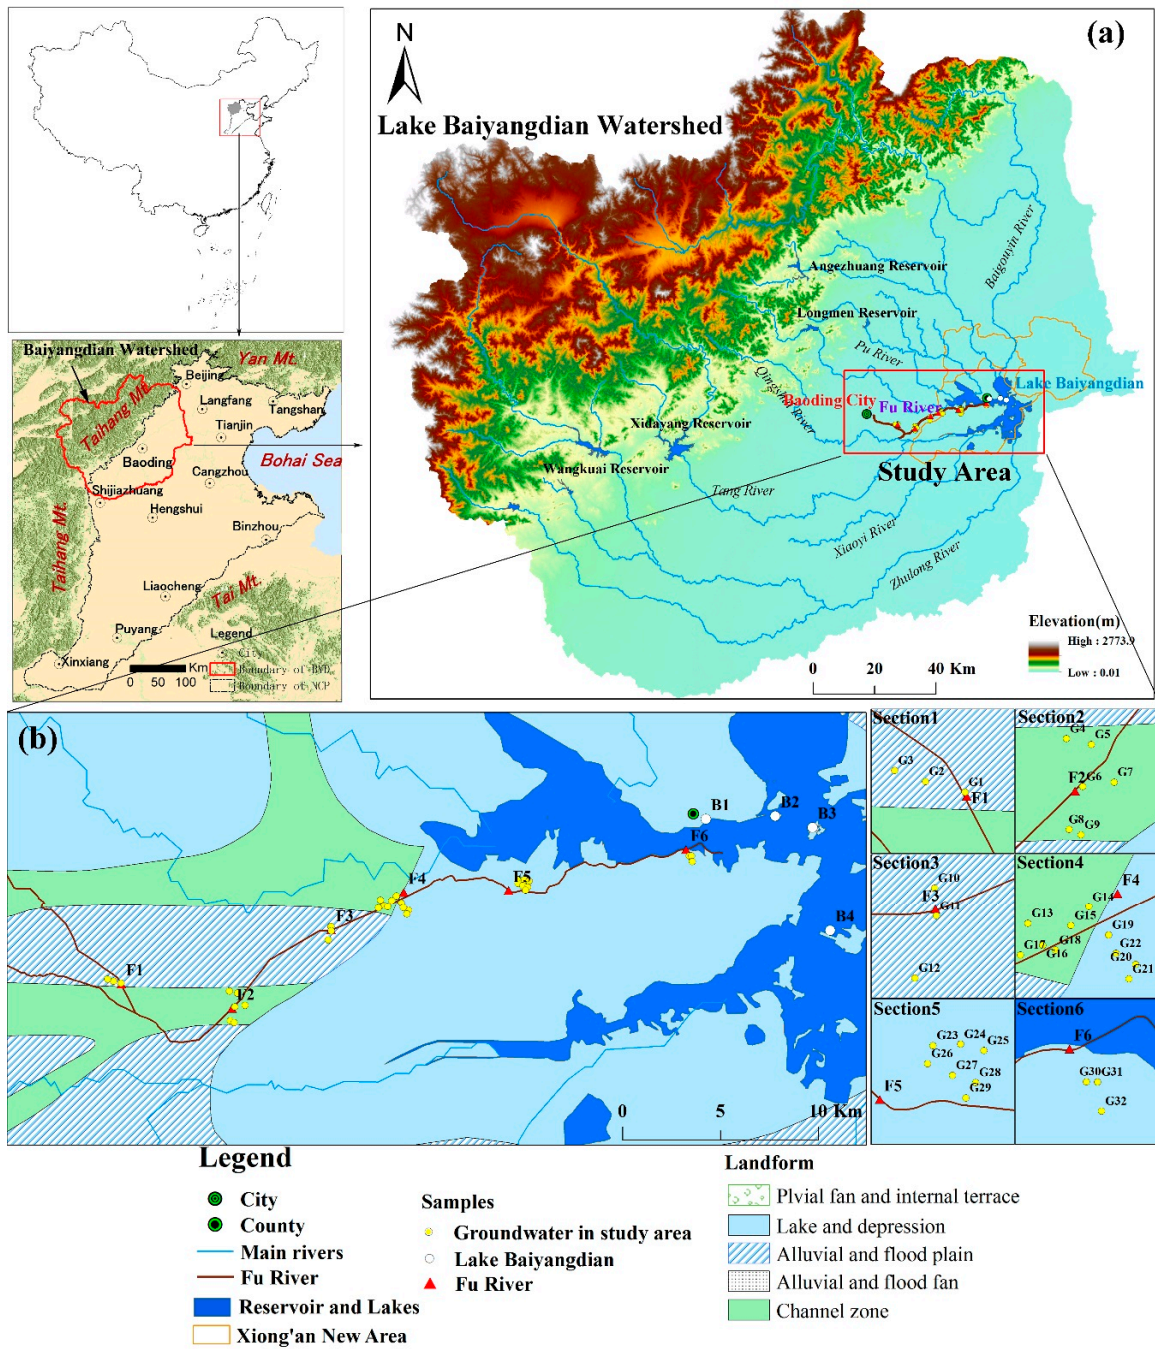 (a)
N
Lake Baiyangdian Watershed
Angezhuang Reservoir
Baigouyin River
Longmen Reservoir
Pu River
Qingshui River
Lake Baiyangdian
Baoding City
Fu River
Xidayang Reservoir
Wangkuai Reservoir
Study Area
Tang River
Xiaoyi River
Zhulong River
Elevation(m)
High : 2773.9
Low : 0.01
0 20 40 Km
Baiyangdian Watershed
Yan Mt.
Beijing
Langfang
Tangshan
Taihang Mt.
Tianjin
Baoding
Bohai Sea
Cangzhou
Shijiazhuang
Hengshui
Binzhou
Taihang Mt.
Liaocheng
Tai Mt.
Puyang
Legend
City
Xinxiang
Km
Boundary of BYD
0 50 100
Boundary of NCP
(b)
B1
B2
B3
F6
F4
F5
F3
B4
F1
F2
0 5 10 Km
Section1
G3
G2
G1
F1
Section2
G4
G5
F2
G6
G7
G8
G9
Section3
G10
F3
G11
G12
Section4
F4
G14
G13
G15
G19
G17
G18
G22
G16
G20
G21
Section5
G23
G24
G25
G26
G27
G28
G29
F5
Section6
F6
G30
G31
G32
Legend
City
County
Main rivers
Fu River
Reservoir and Lakes
Xiong'an New Area
Samples
Groundwater in study area
Lake Baiyangdian
Fu River
Landform
Plvial fan and internal terrace
Lake and depression
Alluvial and flood plain
Alluvial and flood fan
Channel zone